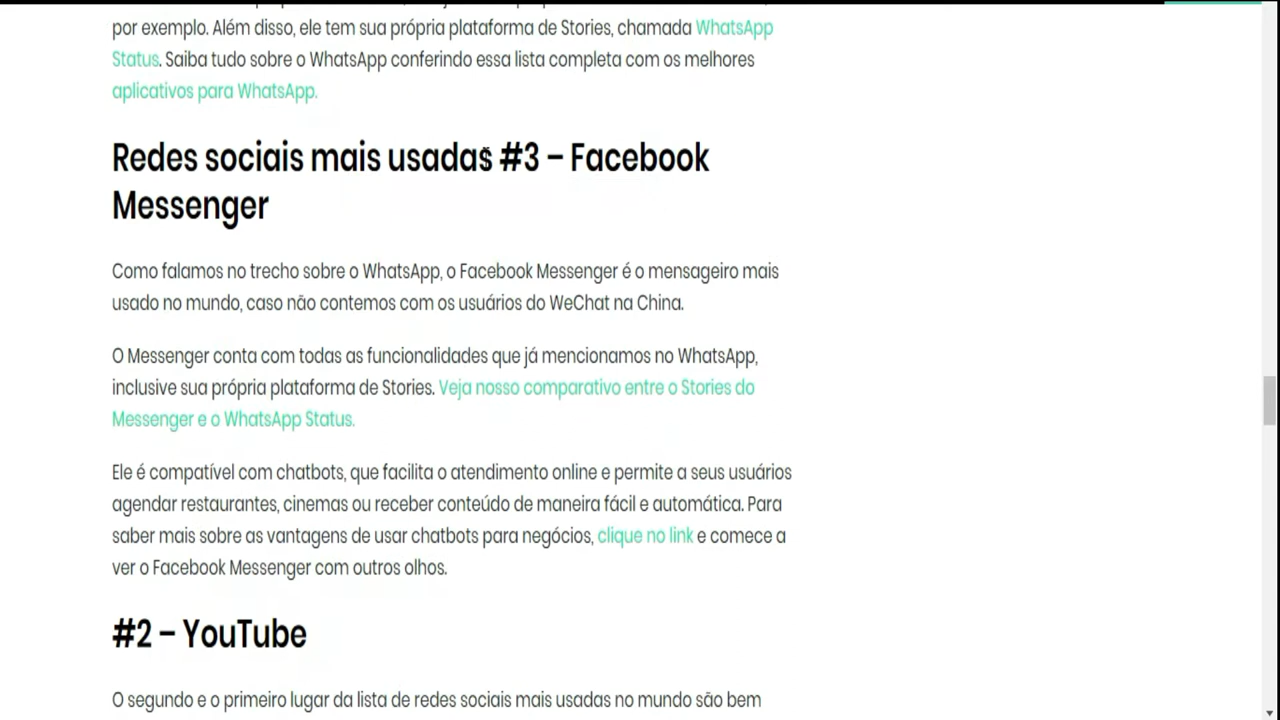 por exemplo. Além disso, ele tem sua própria plataforma de Stories, chamada WhatsApp
Status. Saiba tudo sobre o WhatsApp conferindo essa lista completa com os melhores
aplicativos para WhatsApp.
Redes sociais mais usadas #3 – Facebook
Messenger
Como falamos no trecho sobre o WhatsApp, o Facebook Messenger é o mensageiro mais
usado no mundo, caso não contemos com os usuários do WeChat na China.
O Messenger conta com todas as funcionalidades que já mencionamos no WhatsApp,
inclusive sua própria plataforma de Stories. Veja nosso comparativo entre o Stories do
Messenger e o WhatsApp Status.
Ele é compatível com chatbots, que facilita o atendimento online e permite a seus usuários
agendar restaurantes, cinemas ou receber conteúdo de maneira fácil e automática. Para
saber mais sobre as vantagens de usar chatbots para negócios, clique no link e comece a
ver o Facebook Messenger com outros olhos.
#2 – YouTube
O segundo e o primeiro lugar da lista de redes sociais mais usadas no mundo são bem